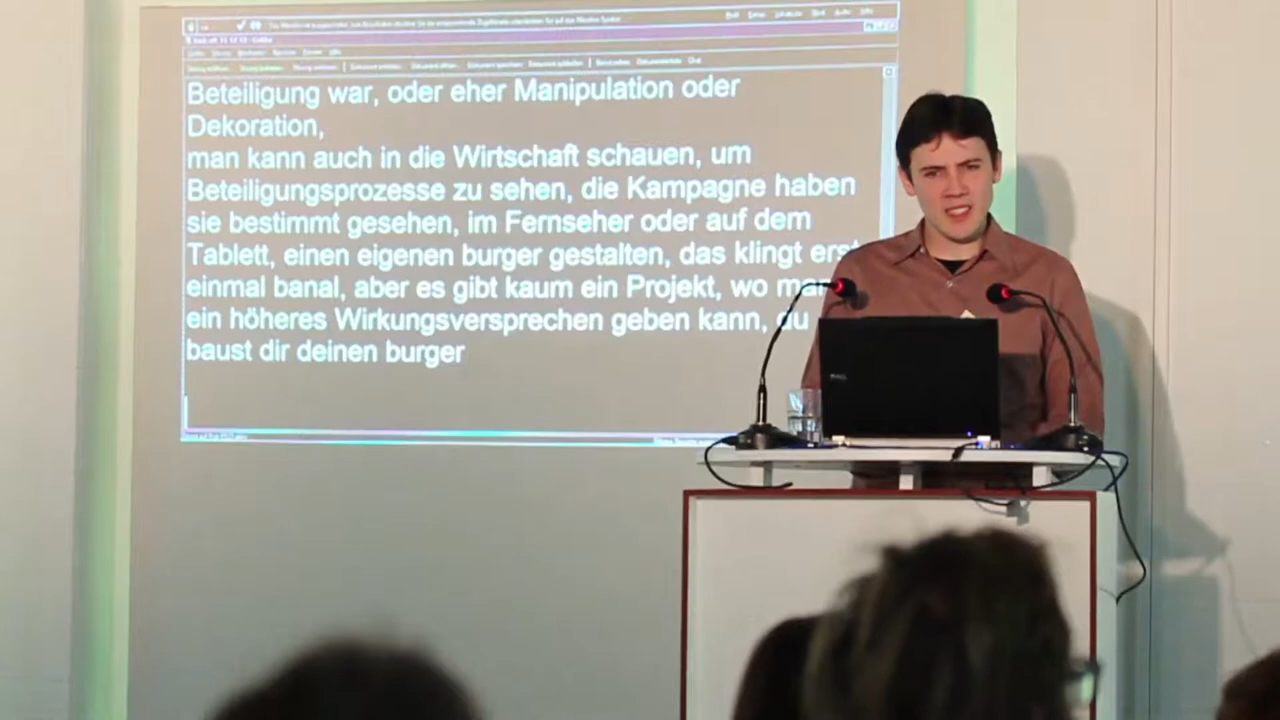 Beteiligung war, oder eher Manipulation oder
Dekoration,
man kann auch in die Wirtschaft schauen, um
Beteiligungsprozesse zu sehen, die Kampagne haben
sie bestimmt gesehen, im Fernseher oder auf dem
Tablett, einen eigenen burger gestalten, das klingt erst
einmal banal, aber es gibt kaum ein Projekt, wo man
ein höheres Wirkungsversprechen geben kann, du
baust dir deinen burger
DELL